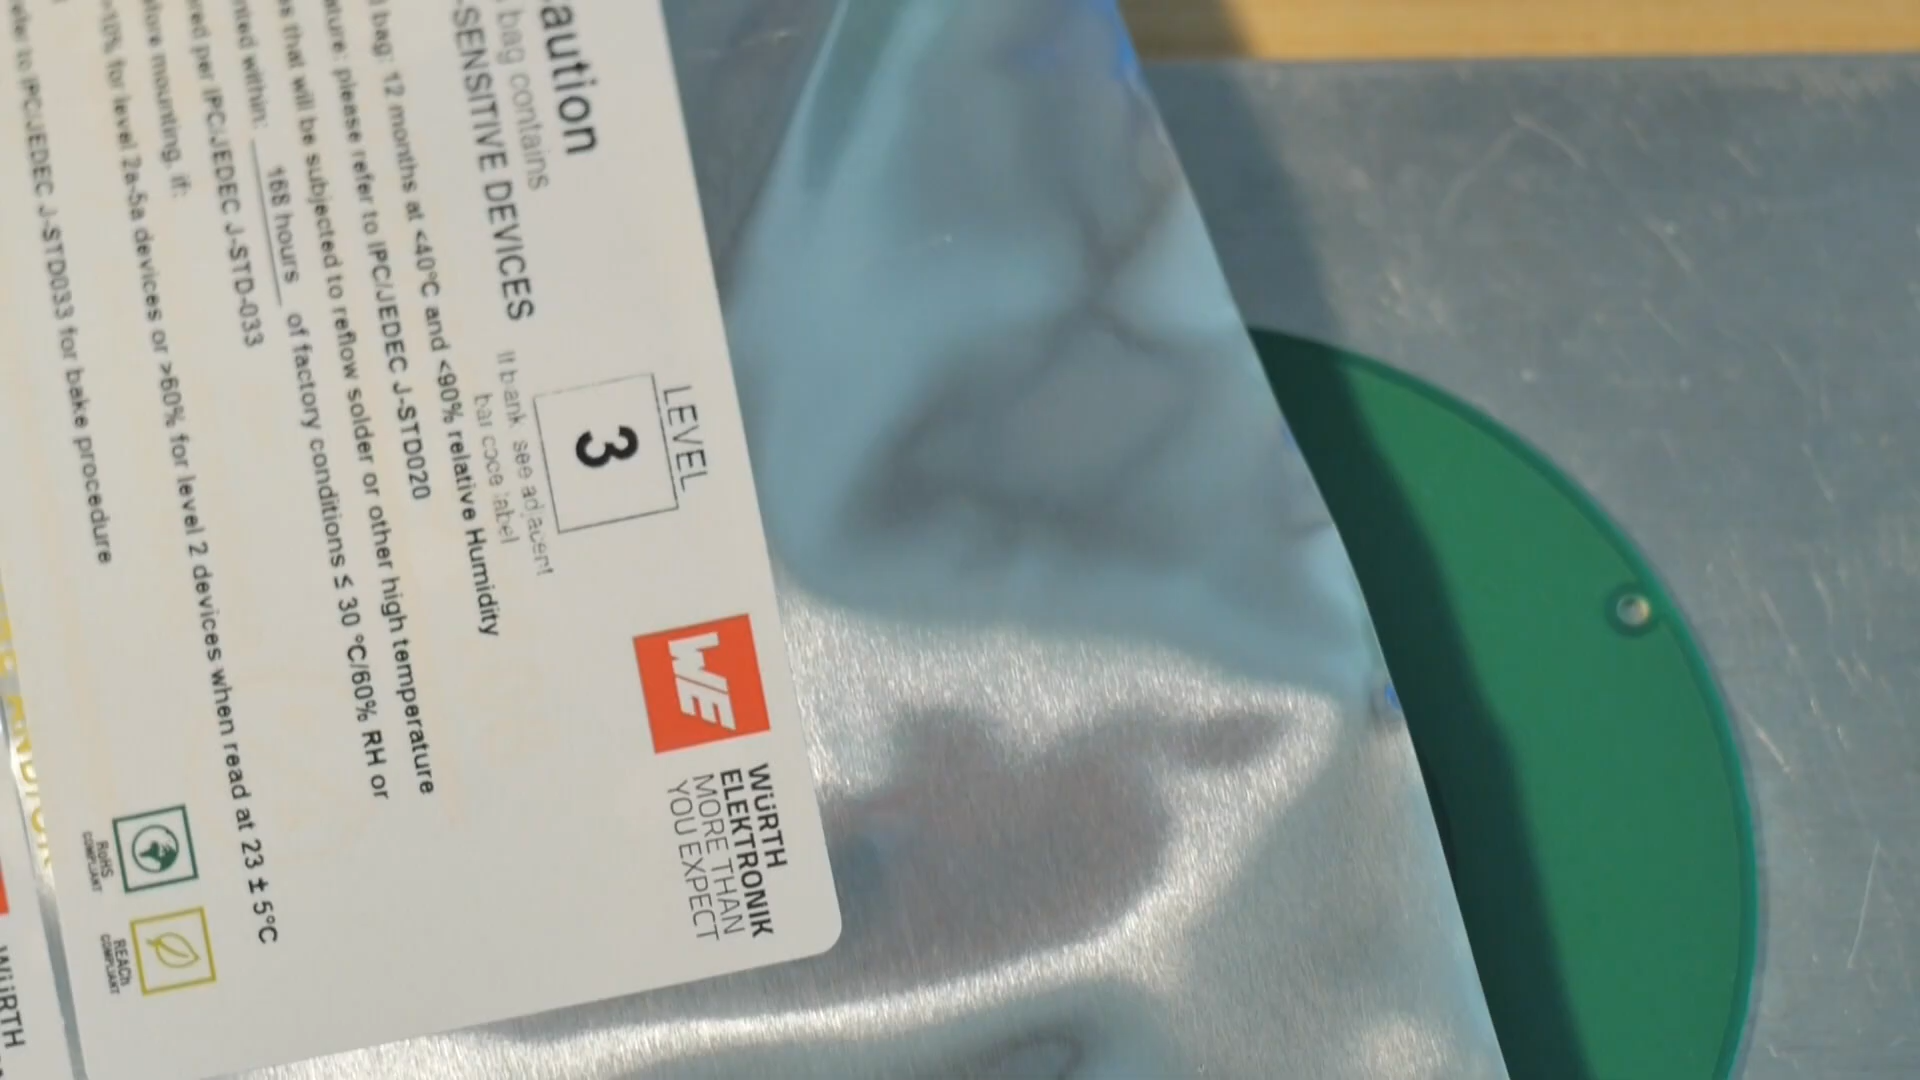 aution
bag contains
-SENSITIVE DEVICES
LEVEL
3
If blank, see adjacent
bar code label
bag: 12 months at <40°C and <90% relative Humidity
ature: please refer to IPC/JEDEC J-STD020
s that will be subjected to reflow solder or other high temperature
nted within: 168 hours of factory conditions ≤ 30 °C/60% RH or
red per IPC/JEDEC J-STD-033
efore mounting, if:
>10% for level 2a-5a devices or >60% for level 2 devices when read at 23 ± 5°C
refer to IPC/JEDEC J-STD033 for bake procedure
WE
WÜRTH
ELEKTRONIK
MORE THAN
YOU EXPECT
RoHS
COMPLIANT
REACh
COMPLIANT
WÜRTH